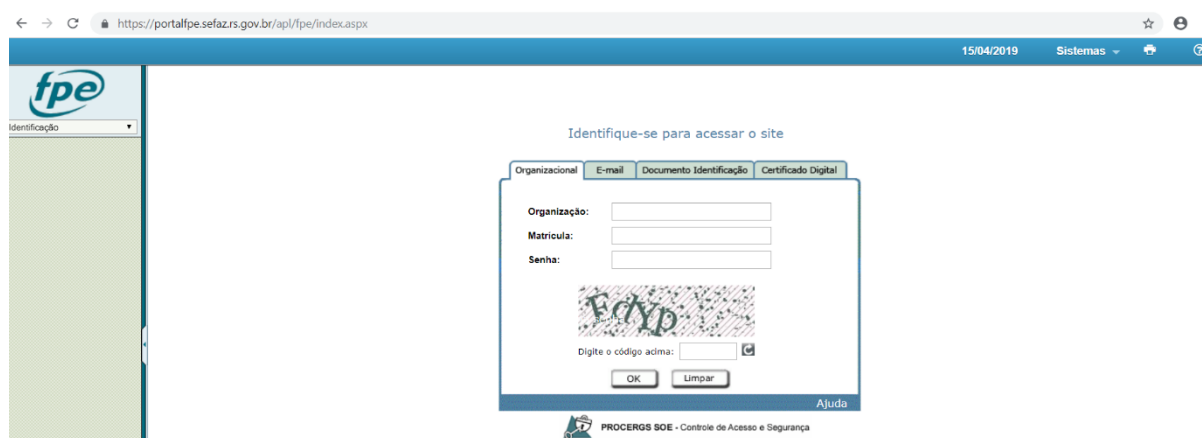 https://portalfpe.sefaz.rs.gov.br/apl/fpe/index.aspx
15/04/2019 Sistemas
fpe
Identificação
Identifique-se para acessar o site
Organizacional E-mail Documento Identificação Certificado Digital
Organização:
Matrícula:
Senha:
Digite o código acima:
OK Limpar
Ajuda
PROCERGS SOE - Controle de Acesso e Segurança